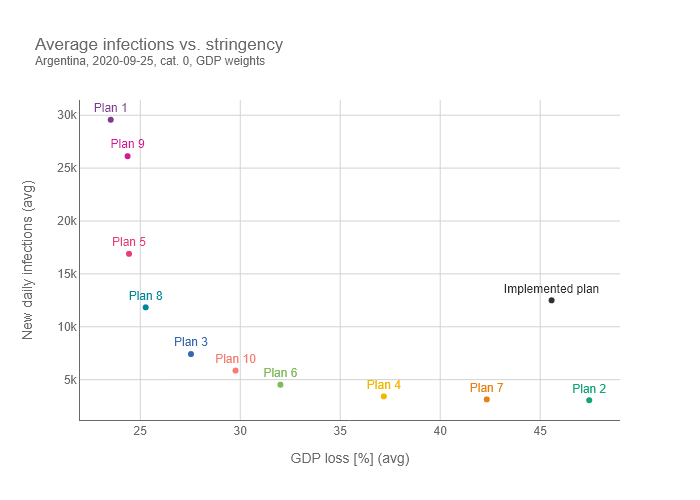 Average infections vs. stringency
Argentina, 2020-09-25, cat. 0, GDP weights
New daily infections (avg)
30k
25k
20k
15k
10k
5k
Plan 1
Plan 9
Plan 5
Plan 8
Implemented plan
Plan 3
Plan 10
Plan 6
Plan 4
Plan 7
Plan 2
25
30
35
40
45
GDP loss [%] (avg)